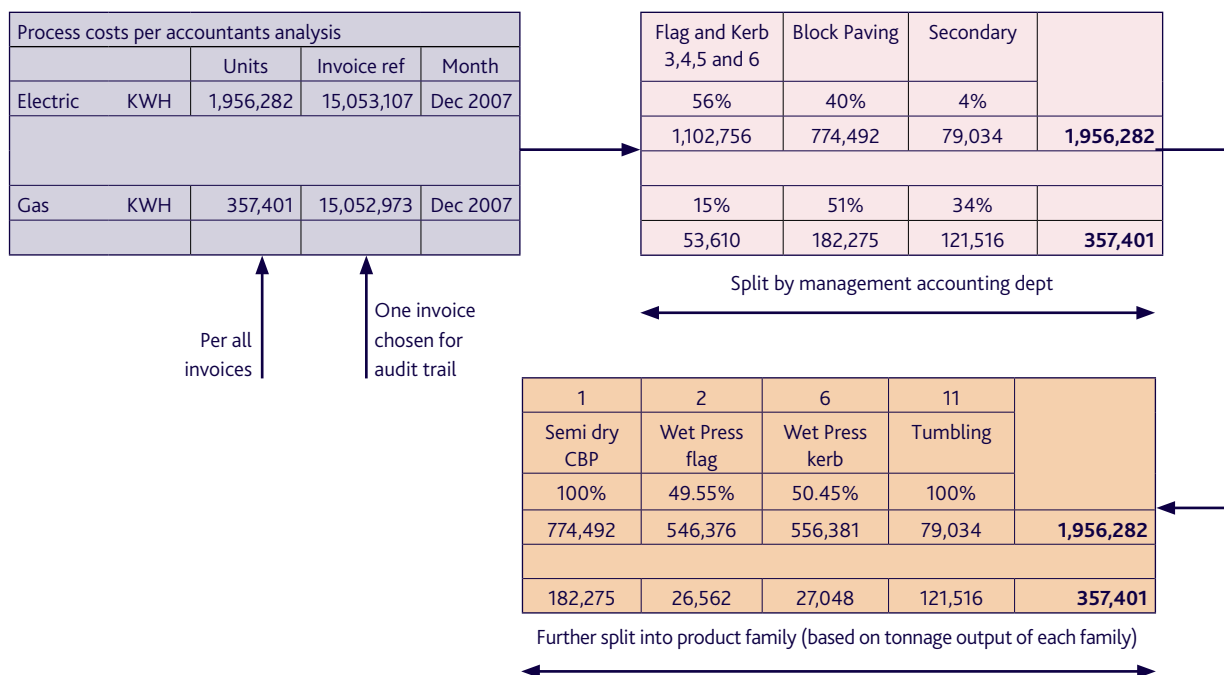 Process costs per accountants analysis
Units Invoice ref Month
Electric KWH 1,956,282 15,053,107 Dec 2007
Gas KWH 357,401 15,052,973 Dec 2007
Per all
invoices
One invoice
chosen for
audit trail
Flag and Kerb Block Paving Secondary
3,4,5 and 6
56% 40% 4%
1,102,756 774,492 79,034 1,956,282
15% 51% 34%
53,610 182,275 121,516 357,401
Split by management accounting dept
1 2 6 11
Semi dry Wet Press Wet Press Tumbling
CBP flag kerb
100% 49.55% 50.45% 100%
774,492 546,376 556,381 79,034 1,956,282
182,275 26,562 27,048 121,516 357,401
Further split into product family (based on tonnage output of each family)